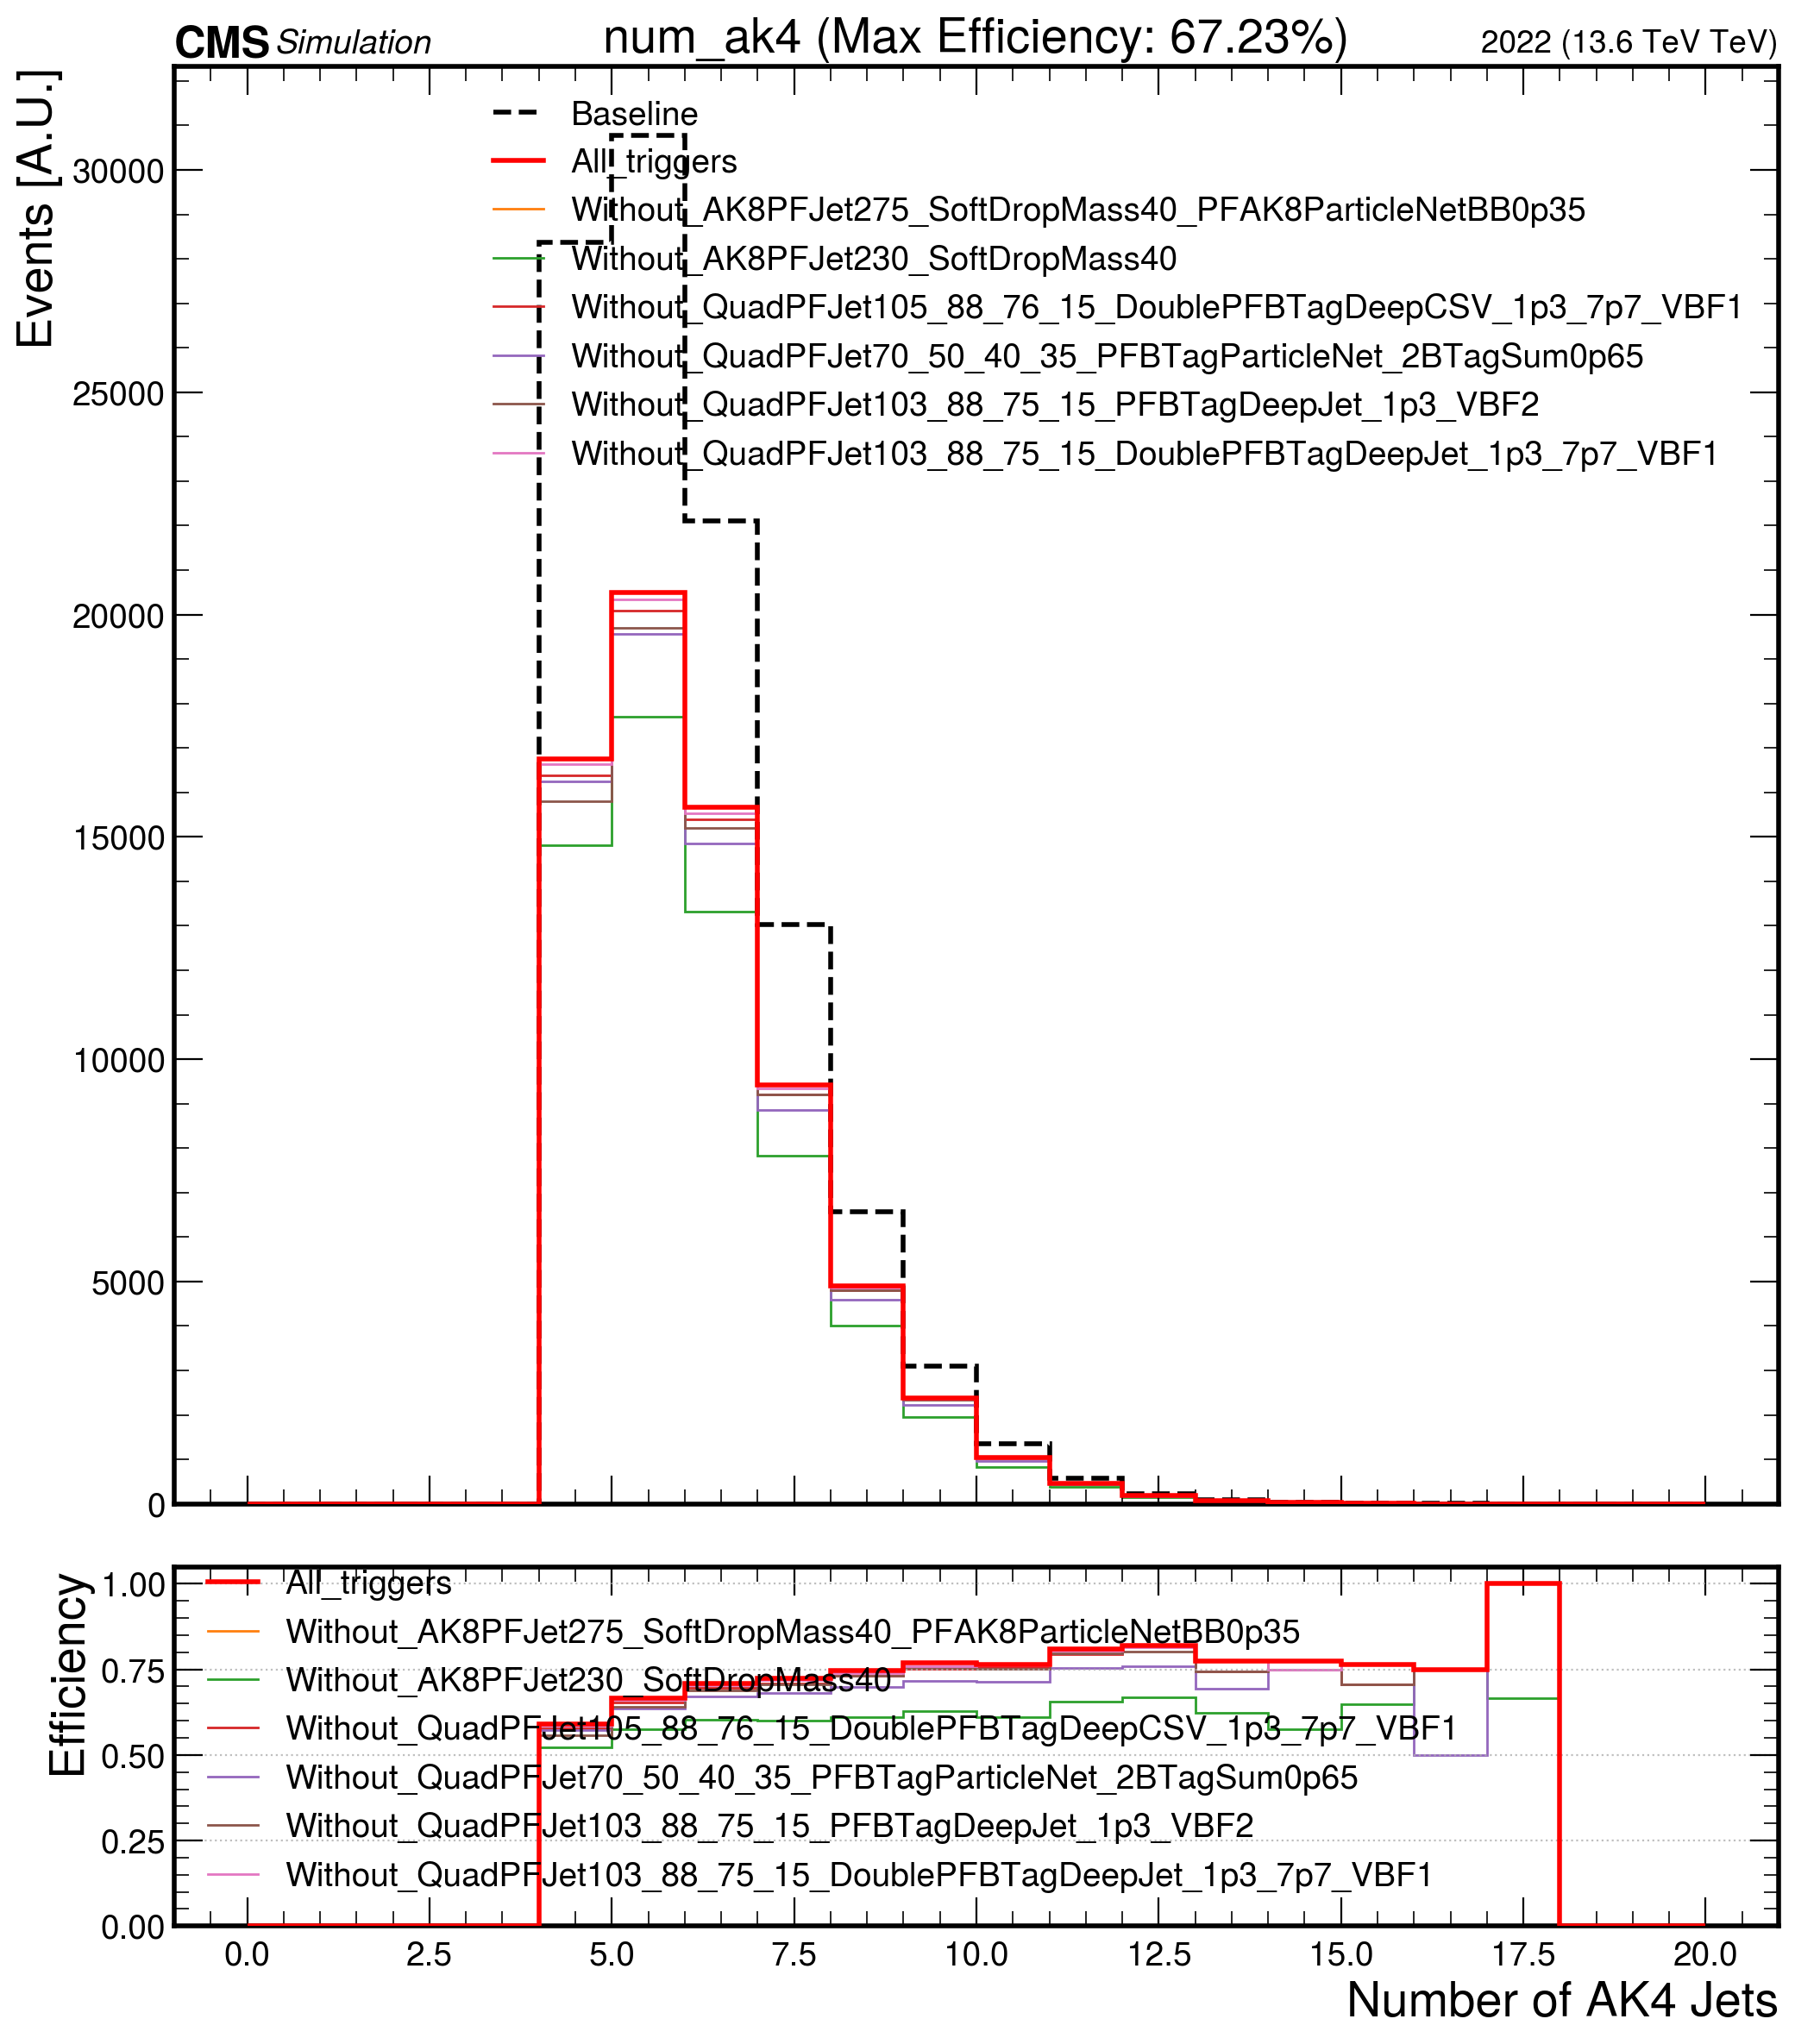 CMS Simulation num_ak4 (Max Efficiency: 67.23%) 2022 (13.6 TeV TeV)
Events [A.U.]
Baseline
All_triggers
Without_AK8PFJet275_SoftDropMass40_PFAK8ParticleNetBB0p35
Without_AK8PFJet230_SoftDropMass40
Without_QuadPFJet105_88_76_15_DoublePFBTagDeepCSV_1p3_7p7_VBF1
Without_QuadPFJet70_50_40_35_PFBTagParticleNet_2BTagSum0p65
Without_QuadPFJet103_88_75_15_PFBTagDeepJet_1p3_VBF2
Without_QuadPFJet103_88_75_15_DoublePFBTagDeepJet_1p3_7p7_VBF1
30000
25000
20000
15000
10000
5000
0
Efficiency
1.00
0.75
0.50
0.25
0.00
All_triggers
Without_AK8PFJet275_SoftDropMass40_PFAK8ParticleNetBB0p35
Without_AK8PFJet230_SoftDropMass40
Without_QuadPFJet105_88_76_15_DoublePFBTagDeepCSV_1p3_7p7_VBF1
Without_QuadPFJet70_50_40_35_PFBTagParticleNet_2BTagSum0p65
Without_QuadPFJet103_88_75_15_PFBTagDeepJet_1p3_VBF2
Without_QuadPFJet103_88_75_15_DoublePFBTagDeepJet_1p3_7p7_VBF1
0.0 2.5 5.0 7.5 10.0 12.5 15.0 17.5 20.0
Number of AK4 Jets